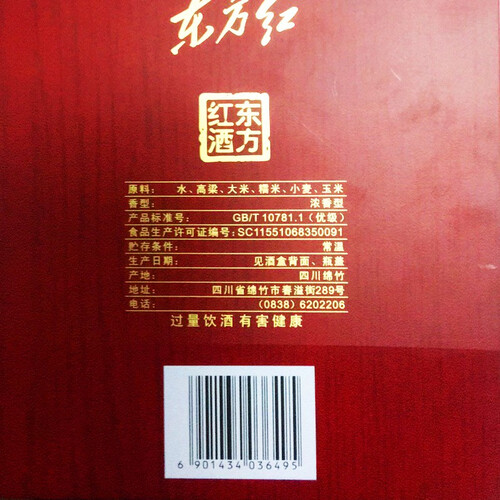 东方红
东方红酒
原料: 水、高粱、大米、糯米、小麦、玉米
香型: 浓香型
产品标准号: GB/T 10781.1 (优级)
食品生产许可证编号: SC11551068350091
贮存条件: 常温
生产日期: 见酒盒背面、瓶盖
产地: 四川绵竹
地址: 四川省绵竹市春溢街289号
电话: (0838) 6202206
过量饮酒 有害健康
6 901434 036495